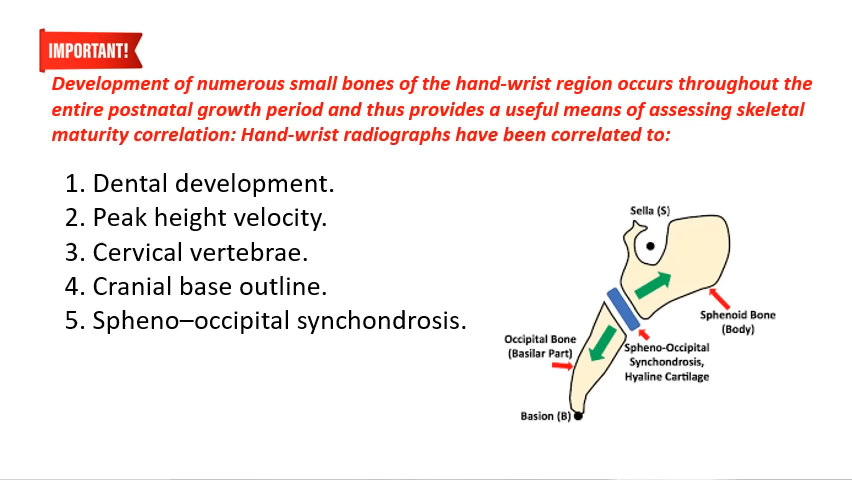 IMPORTANT!
Development of numerous small bones of the hand-wrist region occurs throughout the
entire postnatal growth period and thus provides a useful means of assessing skeletal
maturity correlation: Hand-wrist radiographs have been correlated to:
1. Dental development.
2. Peak height velocity.
3. Cervical vertebrae.
4. Cranial base outline.
5. Spheno–occipital synchondrosis.
Sella (S)
Sphenoid Bone
(Body)
Occipital Bone
(Basilar Part)
Spheno-Occipital
Synchondrosis,
Hyaline Cartilage
Basion (B)